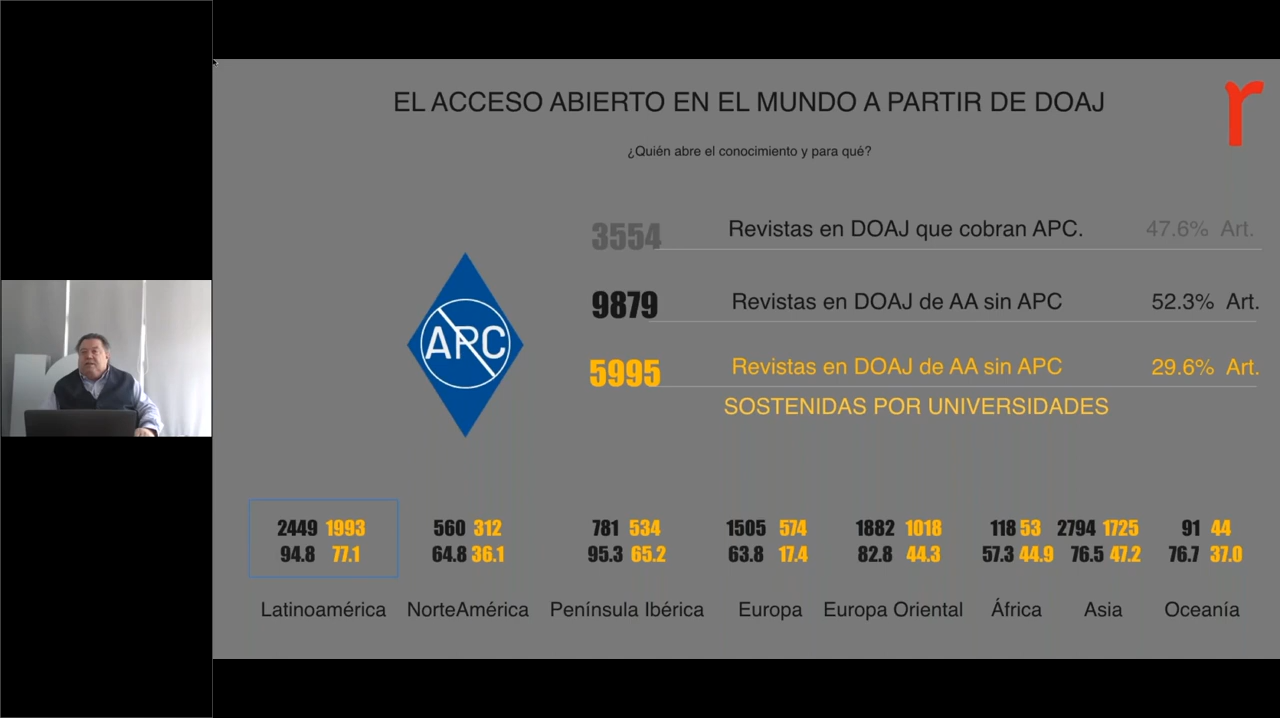 EL ACCESO ABIERTO EN EL MUNDO A PARTIR DE DOAJ
r
¿Quién abre el conocimiento y para qué?
3554 Revistas en DOAJ que cobran APC. 47.6% Art.
9879 Revistas en DOAJ de AA sin APC 52.3% Art.
APC
5995 Revistas en DOAJ de AA sin APC 29.6% Art.
SOSTENIDAS POR UNIVERSIDADES
2449 1993 560 312 781 534 1505 574 1882 1018 118 53 2794 1725 91 44
94.8 77.1 64.8 36.1 95.3 65.2 63.8 17.4 82.8 44.3 57.3 44.9 76.5 47.2 76.7 37.0
Latinoamérica NorteAmérica Península Ibérica Europa Europa Oriental África Asia Oceanía